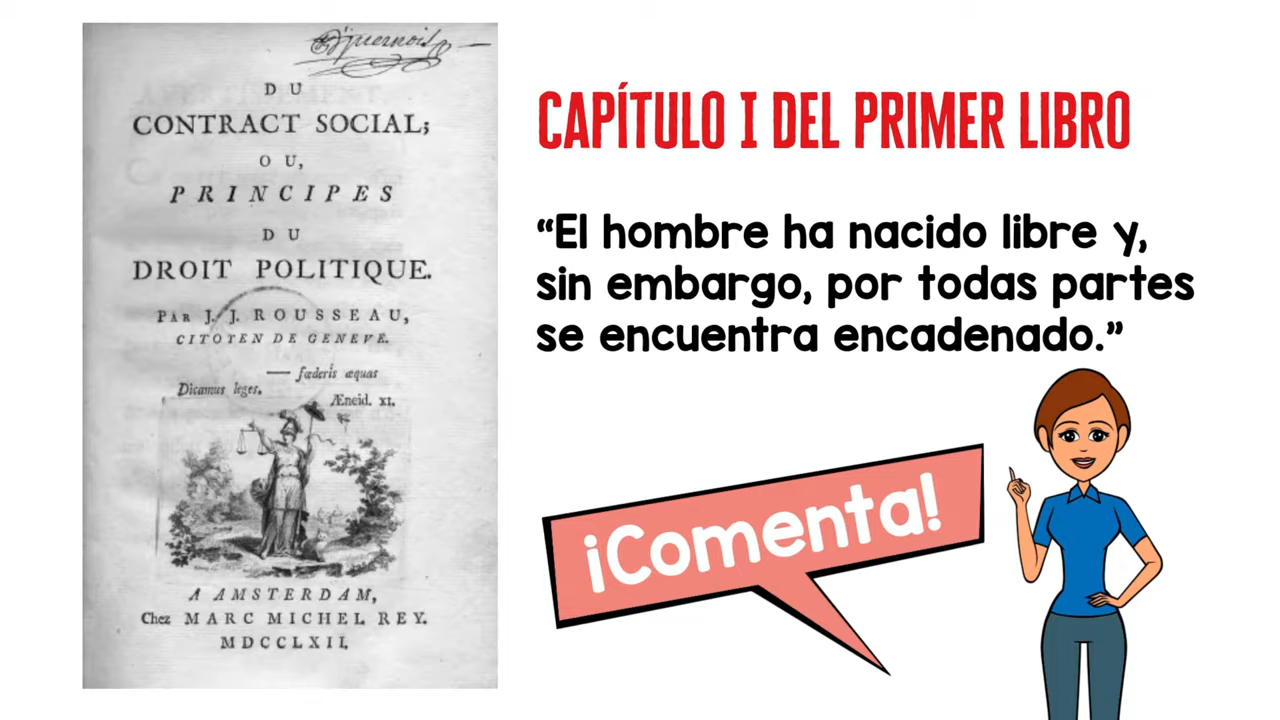 DU
CONTRACT SOCIAL;
OU,
PRINCIPES
DU
DROIT POLITIQUE.
PAR J. J. ROUSSEAU,
CITOYEN DE GENEVE.
— fœderis æquas
Dicamus leges.
Æneid. XI.
A AMSTERDAM,
Chez MARC MICHEL REY.
MDCCLXII.
CAPÍTULO I DEL PRIMER LIBRO
“El hombre ha nacido libre y,
sin embargo, por todas partes
se encuentra encadenado.”
¡Comenta!